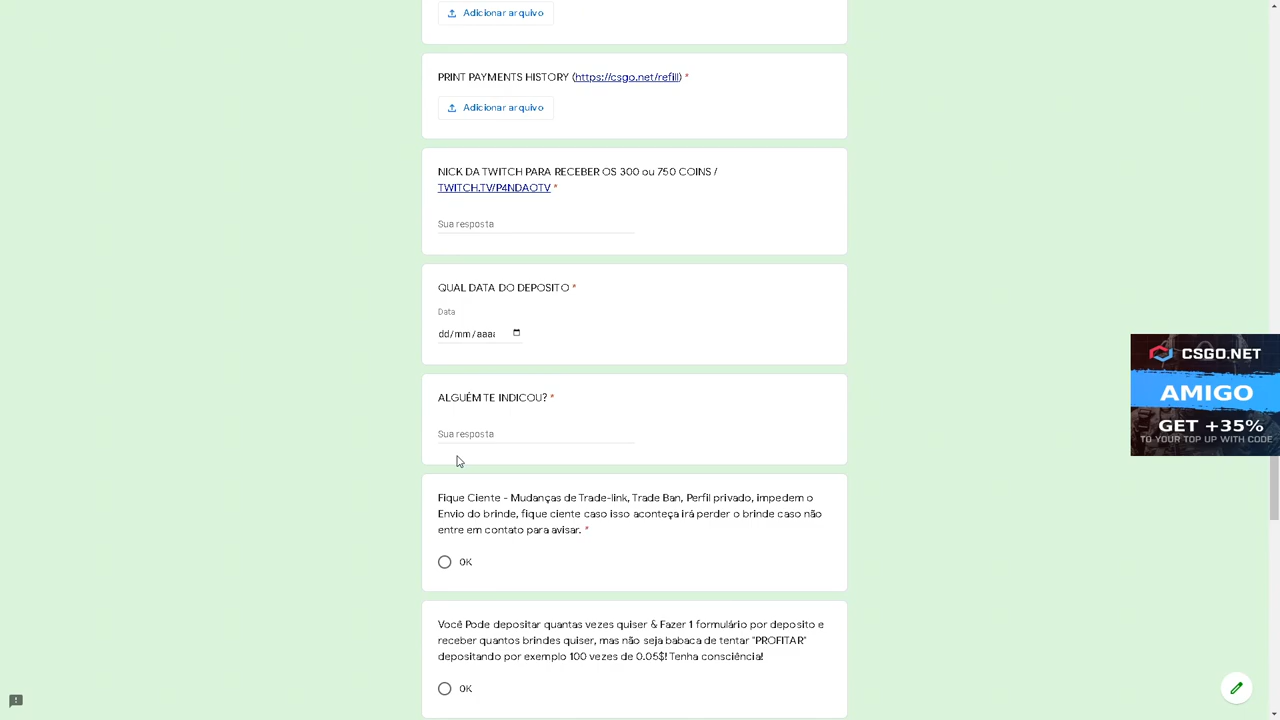 Adicionar arquivo
PRINT PAYMENTS HISTORY (https://csgo.net/refill) *
Adicionar arquivo
NICK DA TWITCH PARA RECEBER OS 300 ou 750 COINS /
TWITCH.TV/P4NDAOTV *
Sua resposta
QUAL DATA DO DEPOSITO *
Data
dd/mm/aaaa
ALGUÉM TE INDICOU? *
Sua resposta
Fique Ciente - Mudanças de Trade-link, Trade Ban, Perfil privado, impedem o
Envio do brinde, fique ciente caso isso aconteça irá perder o brinde caso não
entre em contato para avisar. *
OK
Você Pode depositar quantas vezes quiser & Fazer 1 formulário por deposito e
receber quantos brindes quiser, mas não seja babaca de tentar "PROFITAR"
depositando por exemplo 100 vezes de 0.05$! Tenha consciência!
OK
CSGO.NET
AMIGO
GET +35%
TO YOUR TOP UP WITH CODE